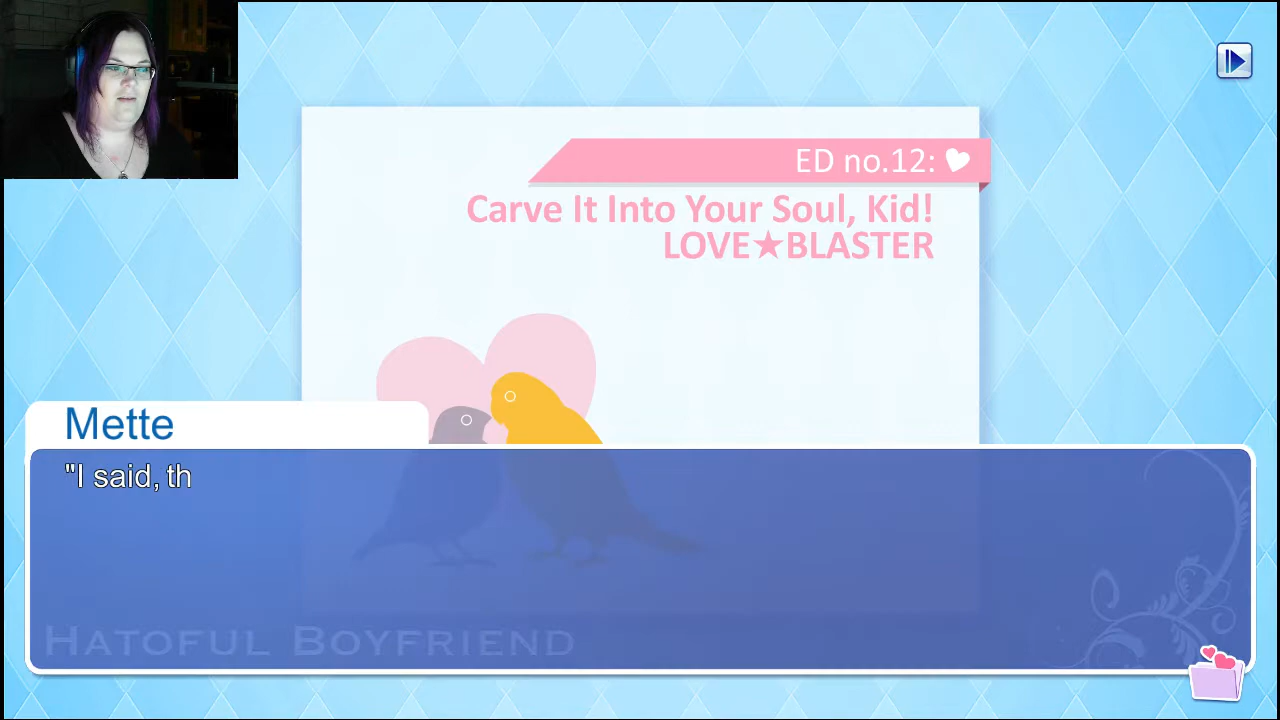 ED no.12:
Carve It Into Your Soul, Kid!
LOVE★BLASTER
Mette
"I said, th
HATOFUL BOYFRIEND